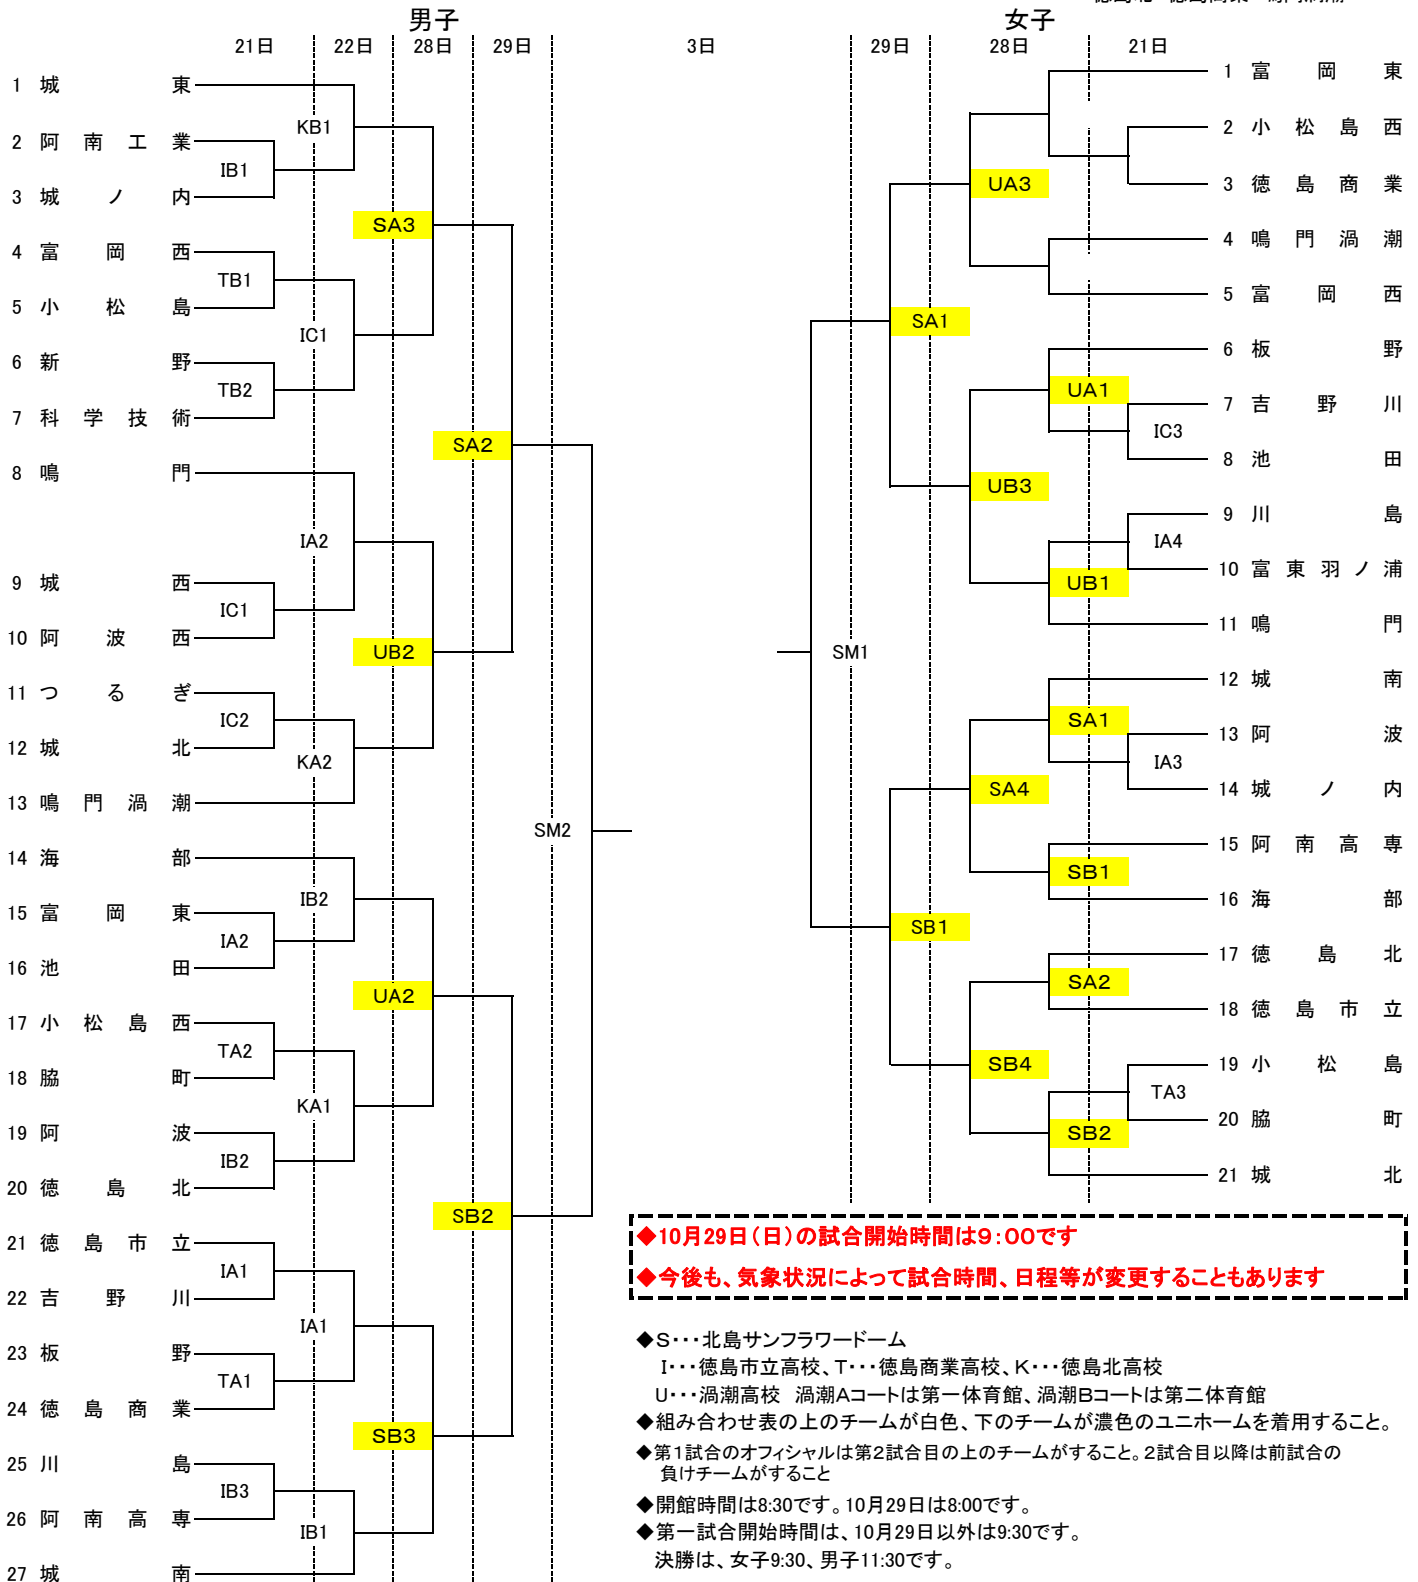 男子
21日 22日 28日 29日 3日
1 城東
KB1
2 阿南工業
IB1
3 城ノ内
SA3
4 富岡西
TB1
5 小松島
IC1
6 新野
TB2
7 科学技術
SA2
8 鳴門
IA2
9 城西
IC1
10 阿波西
UB2
11 つるぎ
IC2
12 城北
KA2
13 鳴門渦潮
SM2
14 海部
IB2
15 富岡東
IA2
16 池田
UA2
17 小松島西
TA2
18 脇町
KA1
19 阿波
IB2
20 徳島北
SB2
21 徳島市立
IA1
22 吉野川
IA1
23 板野
TA1
24 徳島商業
SB3
25 川島
IB3
26 阿南高専
IB1
27 城南
女子
29日 28日 21日
1 富岡東
2 小松島西
UA3
3 徳島商業
4 鳴門渦潮
5 富岡西
SA1
6 板野
UA1
7 吉野川
IC3
8 池田
UB3
9 川島
IA4
10 富東羽ノ浦
UB1
11 鳴門
SM1
12 城南
SA1
13 阿波
IA3
14 城ノ内
SA4
15 阿南高専
SB1
16 海部
SB1
17 徳島北
SA2
18 徳島市立
SB4
19 小松島
TA3
20 脇町
SB2
21 城北
◆10月29日(日)の試合開始時間は9:00です
◆今後も、気象状況によって試合時間、日程等が変更することもあります
◆S・・・北島サンフラワードーム
I・・・徳島市立高校、T・・・徳島商業高校、K・・・徳島北高校
U・・・渦潮高校 渦潮Aコートは第一体育館、渦潮Bコートは第二体育館
◆組み合わせ表の上のチームが白色、下のチームが濃色のユニホームを着用すること。
◆第1試合のオフィシャルは第2試合目の上のチームがすること。2試合目以降は前試合の
負けチームがすること
◆開館時間は8:30です。10月29日は8:00です。
◆第一試合開始時間は、10月29日以外は9:30です。
決勝は、女子9:30、男子11:30です。